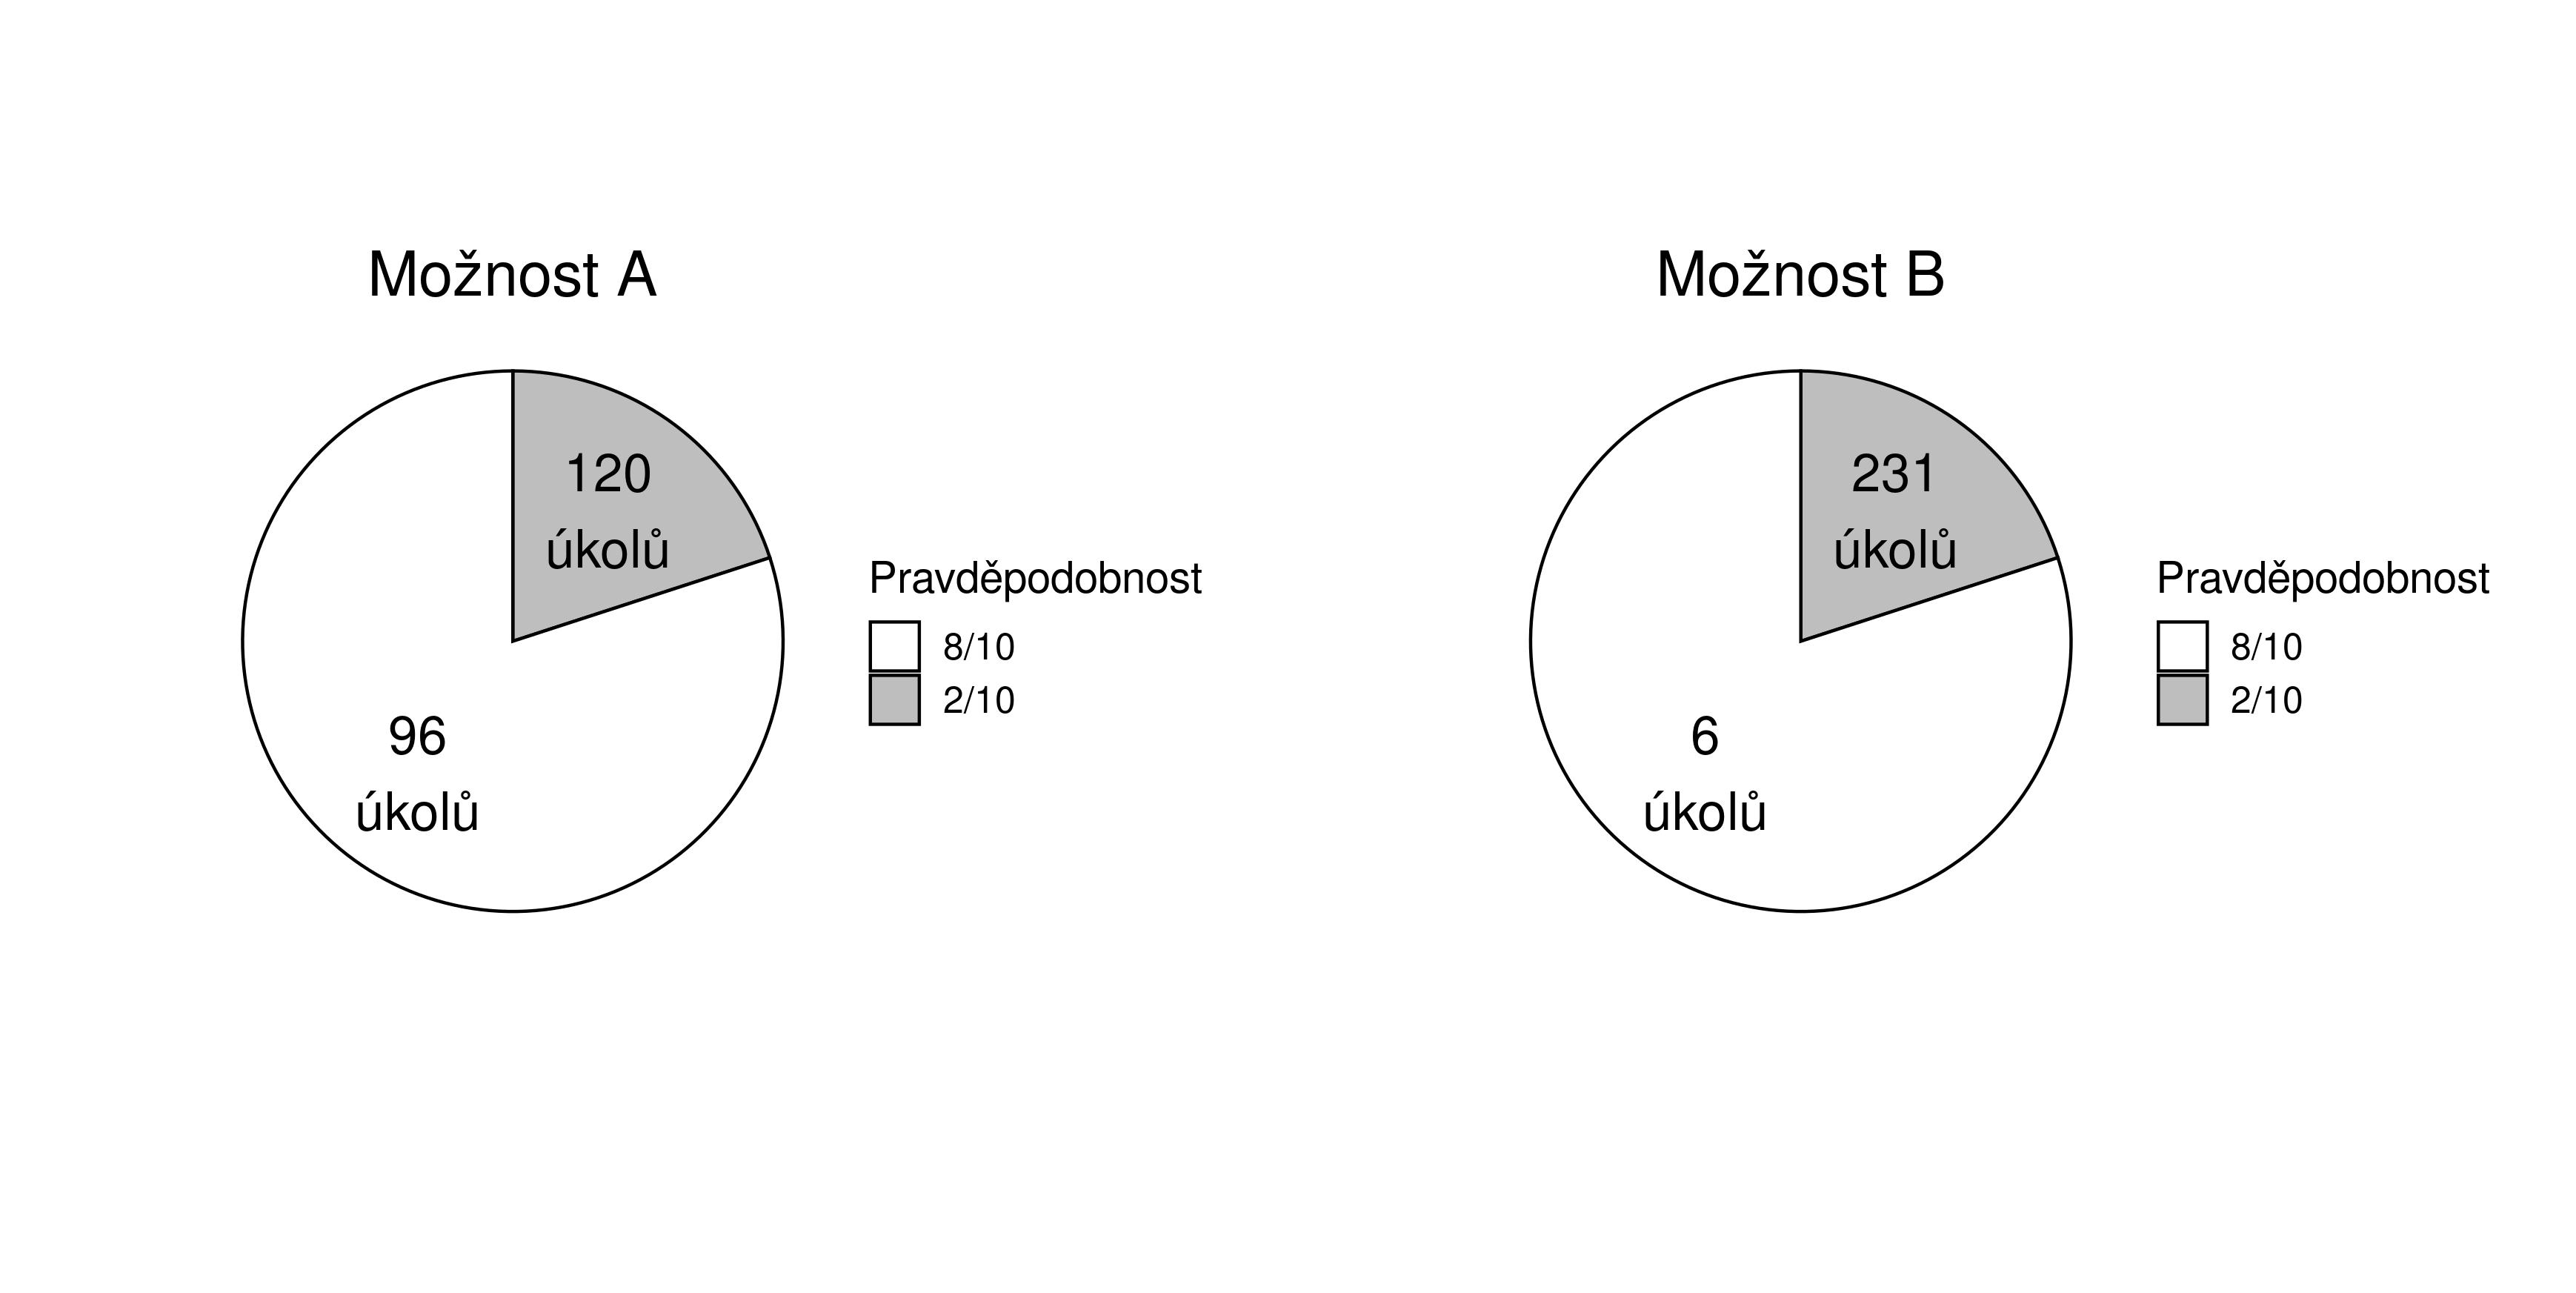 Možnost A
120
úkolů
96
úkolů
Pravděpodobnost
8/10
2/10
Možnost B
231
úkolů
6
úkolů
Pravděpodobnost
8/10
2/10